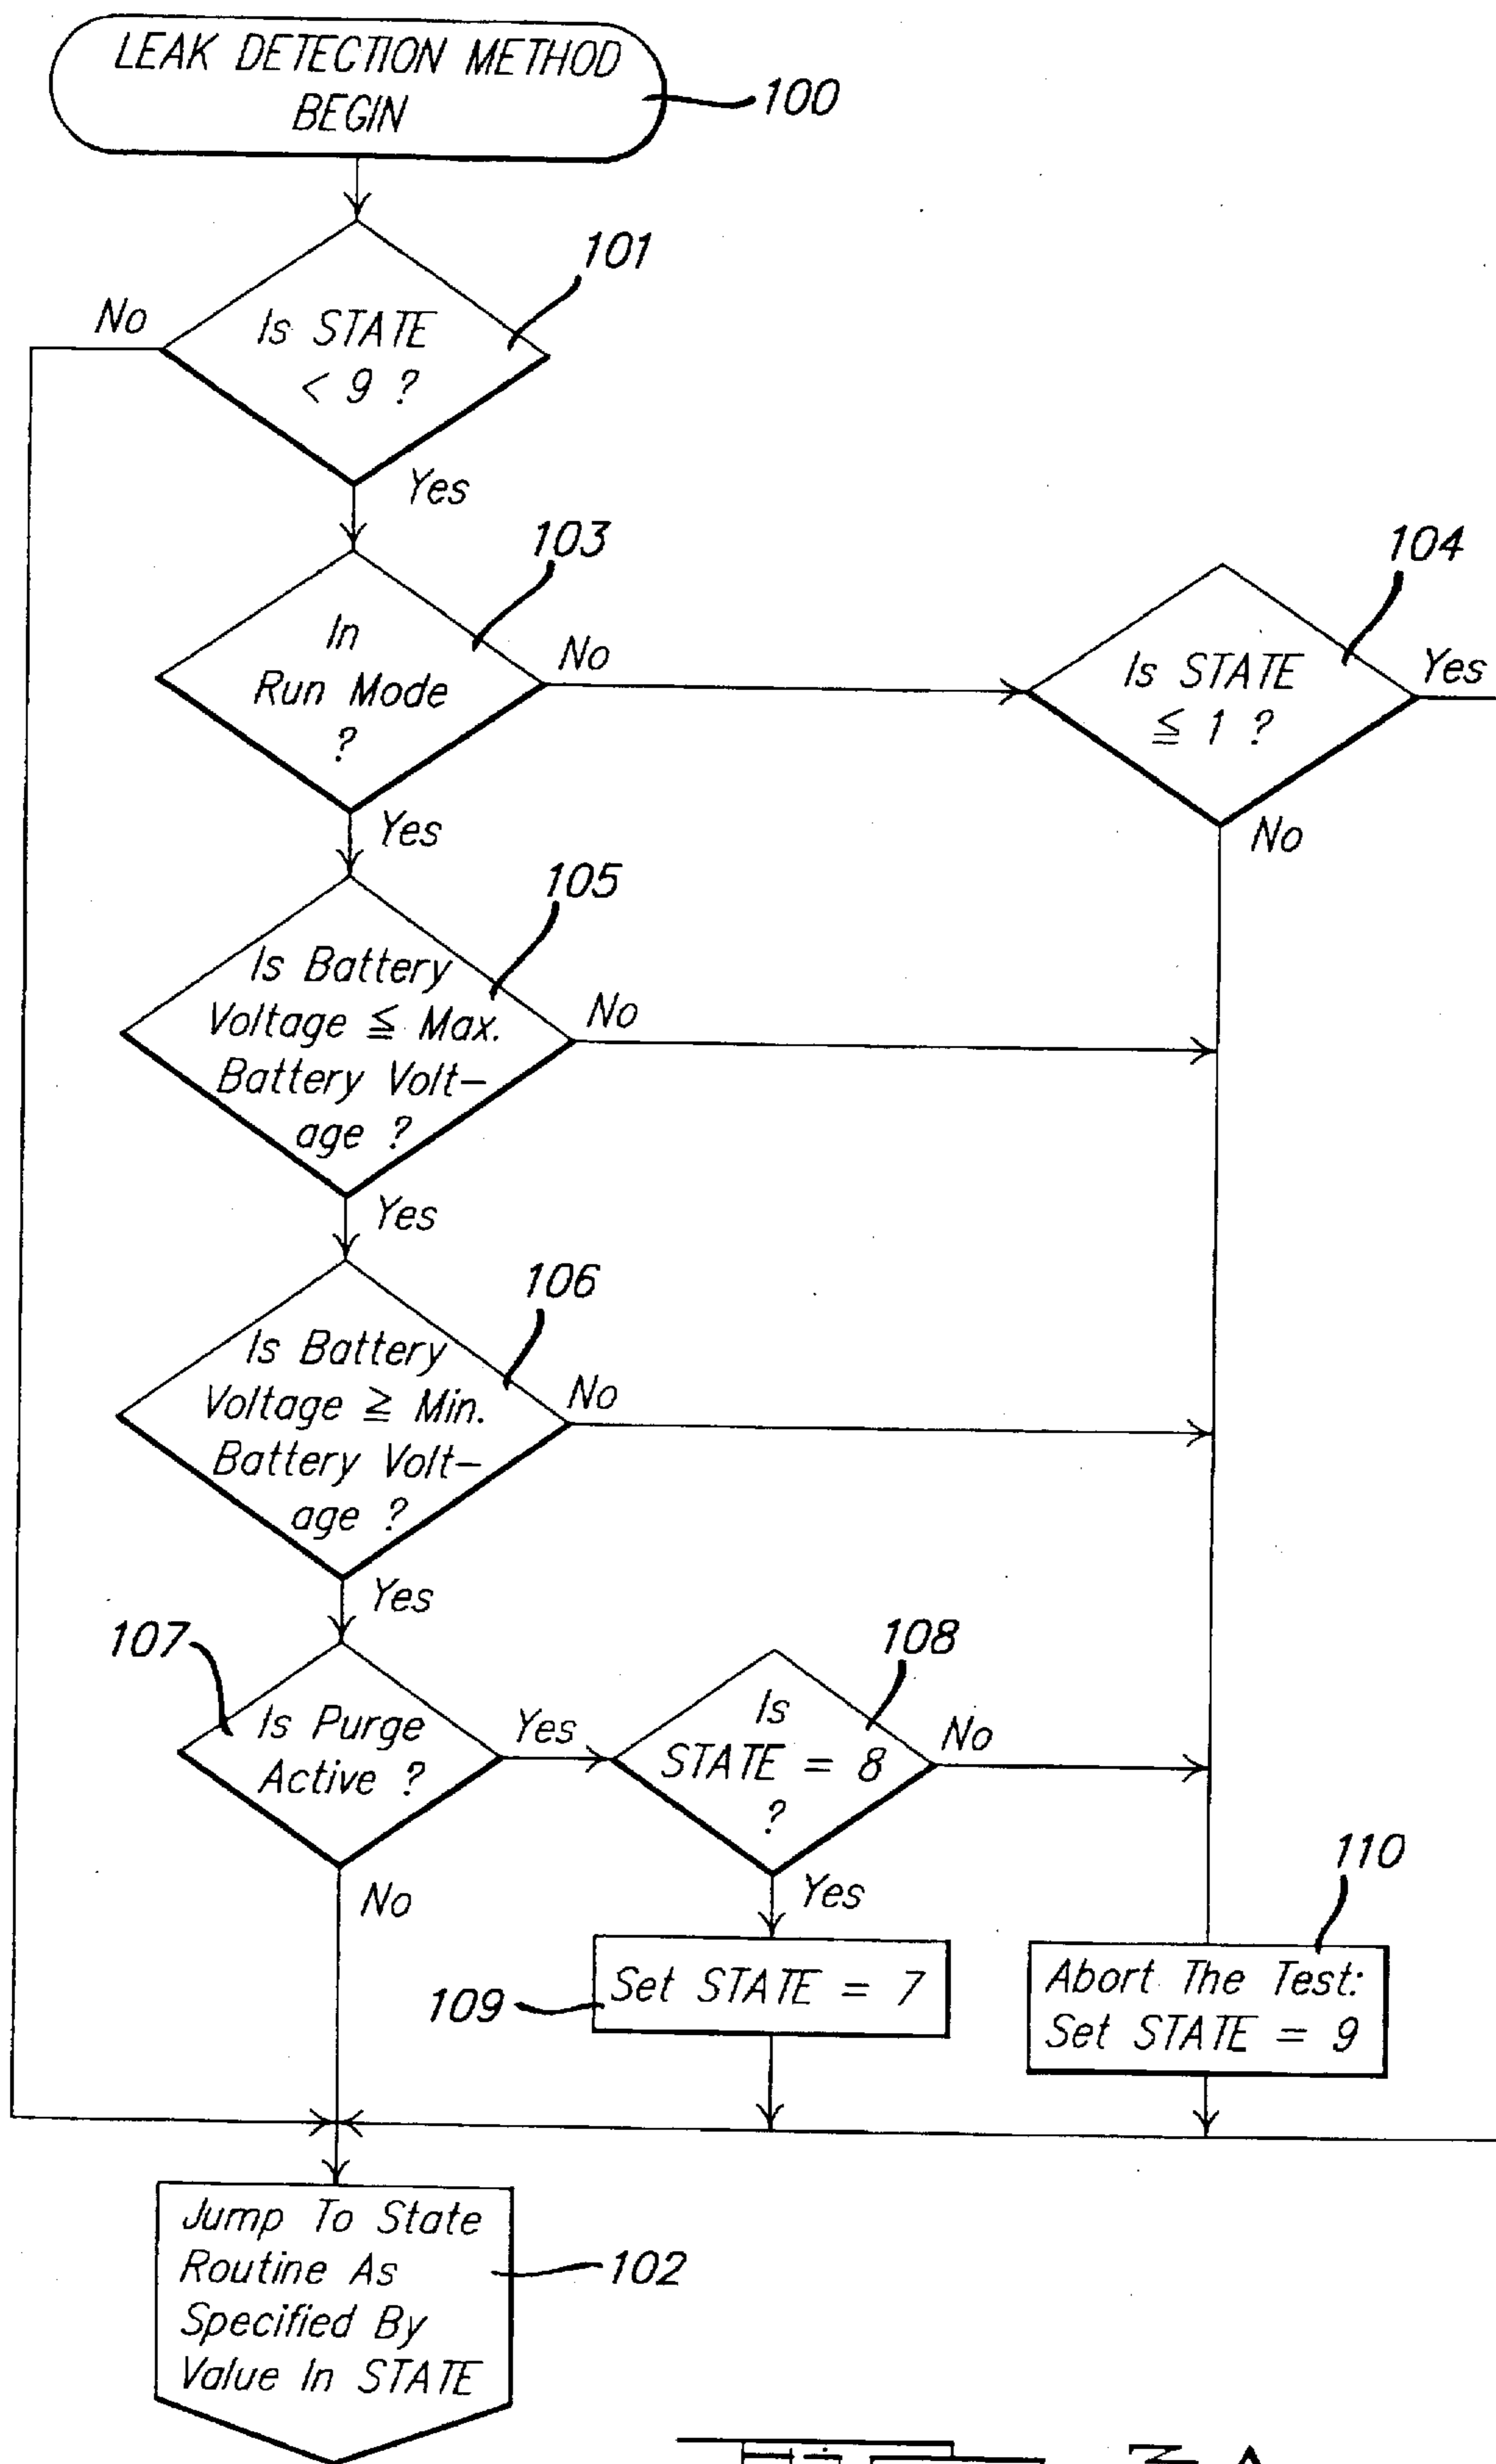 LEAK DETECTION METHOD
BEGIN
100
101
No
Is STATE
< 9 ?
Yes
103
104
In
Run Mode
?
No
Is STATE
≦ 1 ?
Yes
Yes
No
105
Is Battery
Voltage ≦ Max.
Battery Volt-
age ?
No
Yes
106
Is Battery
Voltage ≧ Min.
Battery Volt-
age ?
No
Yes
107
108
Is Purge
Active ?
Yes
Is
STATE = 8
?
No
No
Yes
110
109
Set STATE = 7
Abort The Test:
Set STATE = 9
Jump To State
Routine As
Specified By
Value In STATE
102